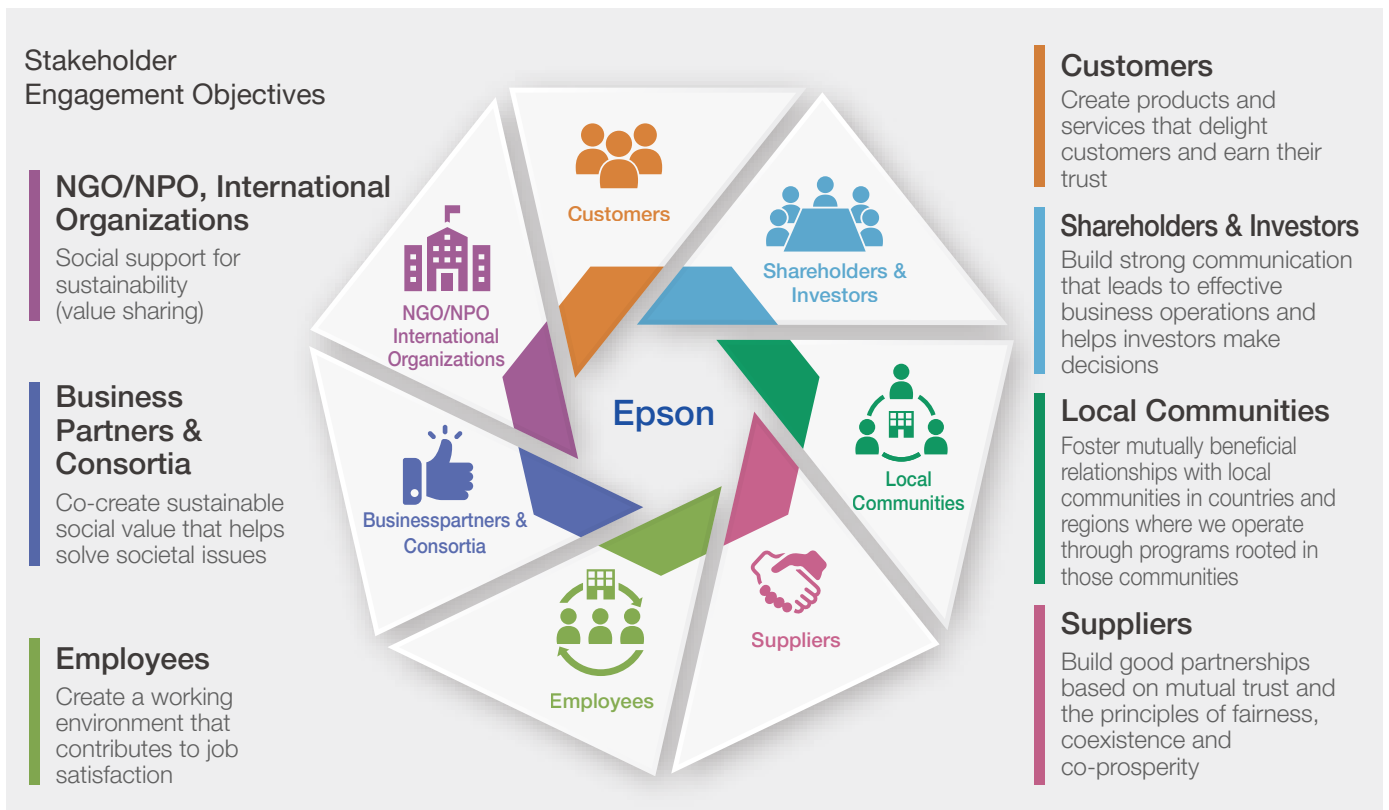 Stakeholder
Engagement Objectives
NGO/NPO, International
Organizations
Social support for
sustainability
(value sharing)
Business
Partners &
Consortia
Co-create sustainable
social value that helps
solve societal issues
Employees
Create a working
environment that
contributes to job
satisfaction
Customers
Shareholders &
Investors
NGO/NPO
International
Organizations
Epson
Local
Communities
Businesspartners &
Consortia
Suppliers
Employees
Customers
Create products and
services that delight
customers and earn their
trust
Shareholders & Investors
Build strong communication
that leads to effective
business operations and
helps investors make
decisions
Local Communities
Foster mutually beneficial
relationships with local
communities in countries and
regions where we operate
through programs rooted in
those communities
Suppliers
Build good partnerships
based on mutual trust and
the principles of fairness,
coexistence and
co-prosperity